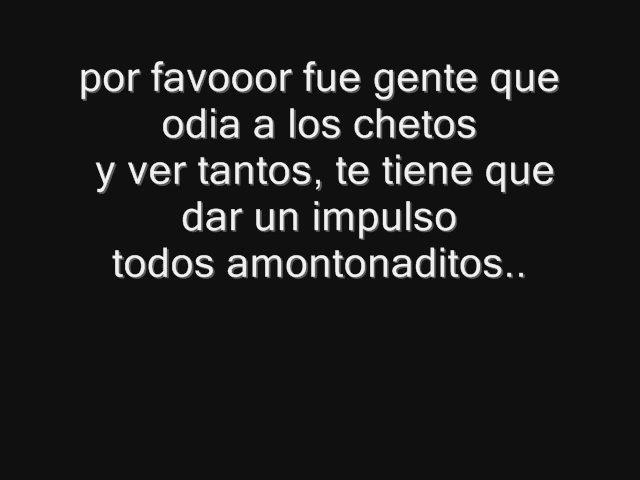 por favooor fue gente que
odia a los chetos
y ver tantos, te tiene que
dar un impulso
todos amontonaditos..